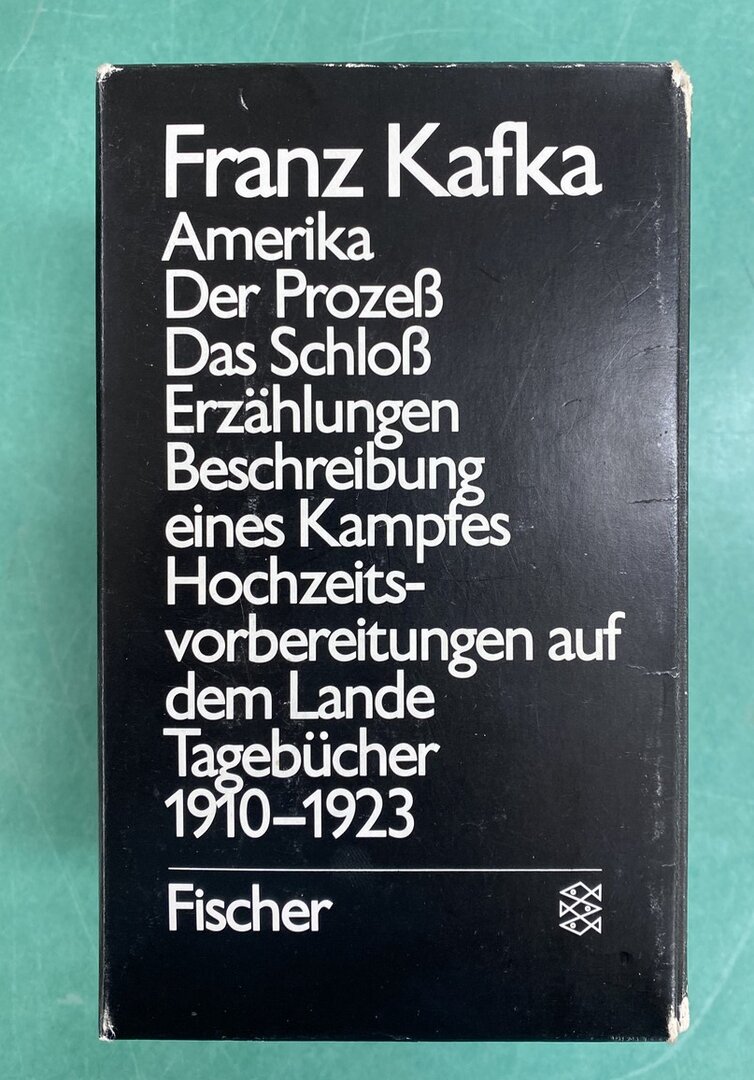 Franz Kafka
Amerika
Der Prozeß
Das Schloß
Erzählungen
Beschreibung
eines Kampfes
Hochzeits-
vorbereitungen auf
dem Lande
Tagebücher
1910–1923
Fischer